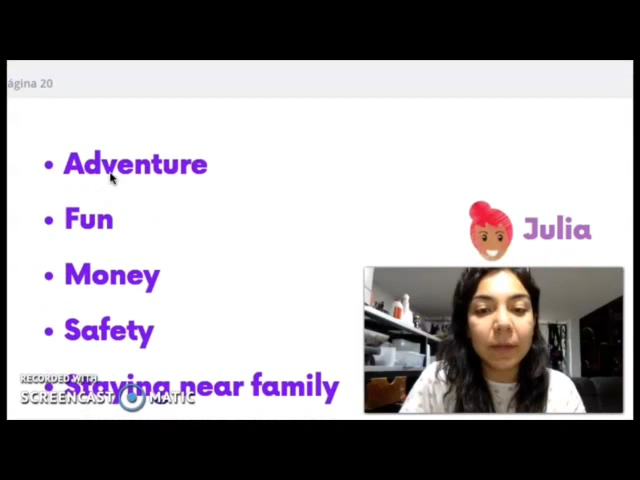 ágina 20
• Adventure
• Fun
Julia
• Money
• Safety
RECORDED WITH
• Staying near family
SCREENCAST MATIC